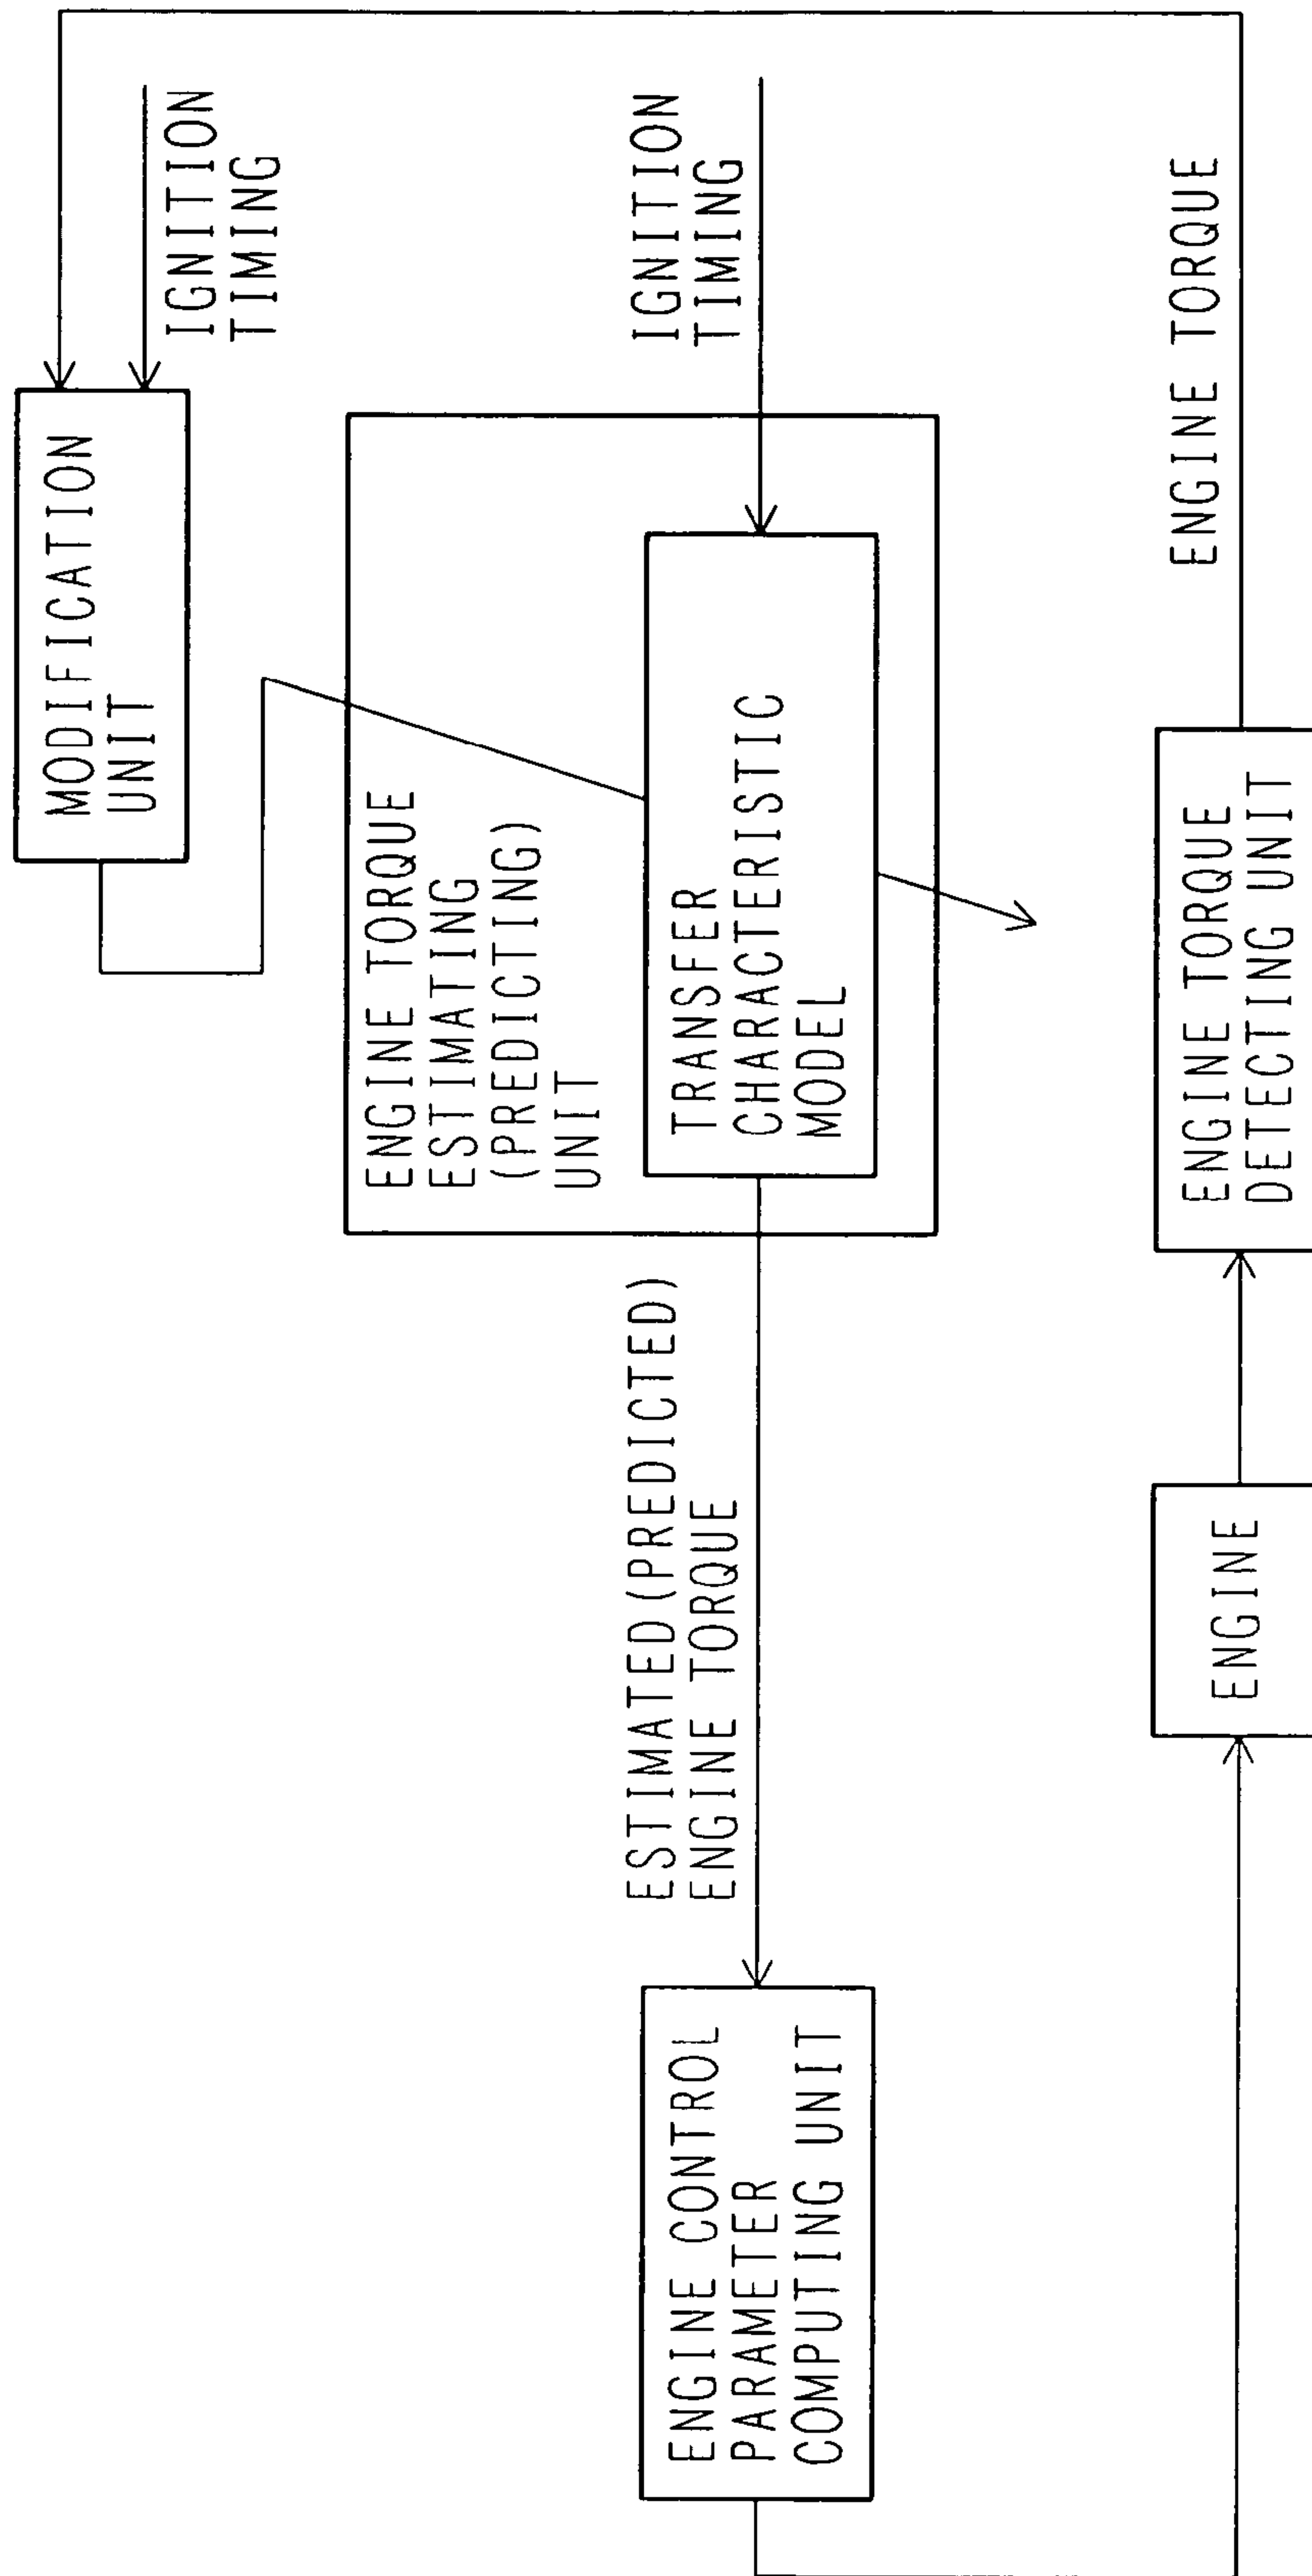 MODIFICATION
UNIT
IGNITION
TIMING
ENGINE TORQUE
ESTIMATING
(PREDICTING)
UNIT
TRANSFER
CHARACTERISTIC
MODEL
IGNITION
TIMING
ESTIMATED(PREDICTED)
ENGINE TORQUE
ENGINE CONTROL
PARAMETER
COMPUTING UNIT
ENGINE
ENGINE TORQUE
DETECTING UNIT
ENGINE TORQUE